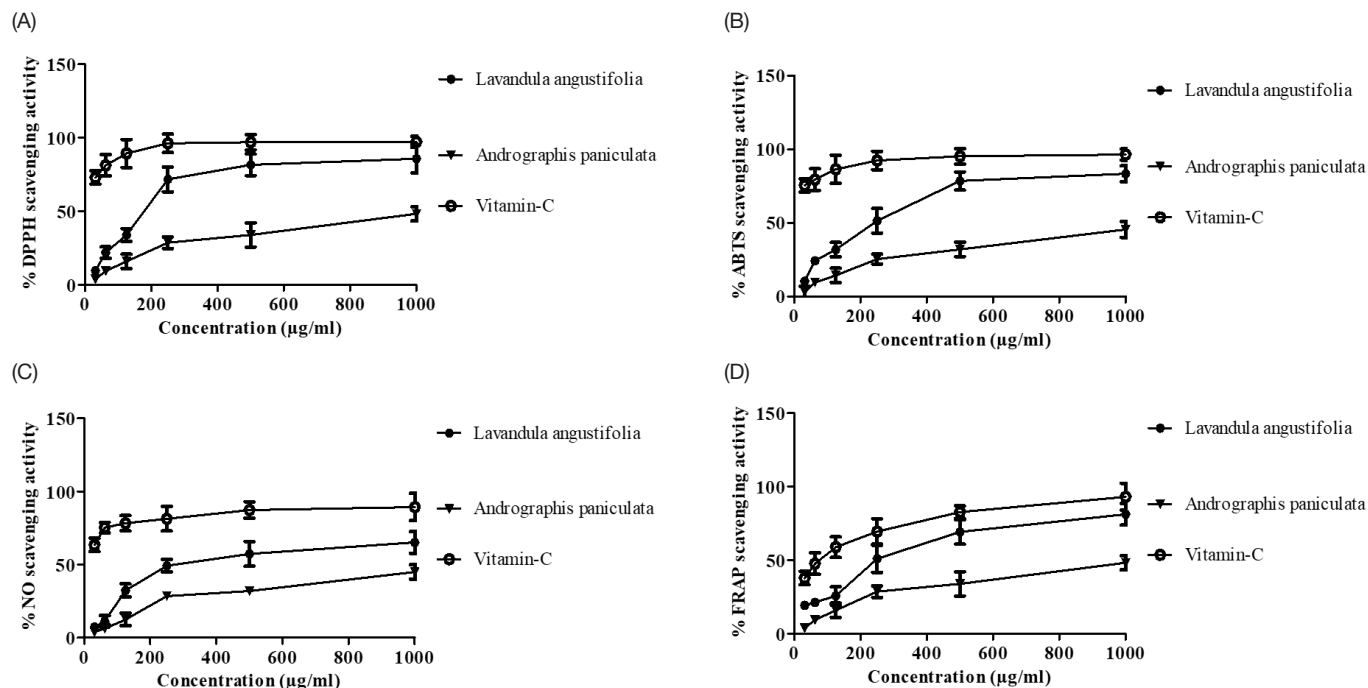 (A)
% DPPH scavenging activity
150
100
50
0
0 200 400 600 800 1000
Concentration (µg/ml)
Lavandula angustifolia
Andrographis paniculata
Vitamin-C
(B)
% ABTS scavenging activity
150
100
50
0
0 200 400 600 800 1000
Concentration (µg/ml)
Lavandula angustifolia
Andrographis paniculata
Vitamin-C
(C)
% NO scavenging activity
150
100
50
0
0 200 400 600 800 1000
Concentration (µg/ml)
Lavandula angustifolia
Andrographis paniculata
Vitamin-C
(D)
% FRAP scavenging activity
150
100
50
0
0 200 400 600 800 1000
Concentration (µg/ml)
Lavandula angustifolia
Andrographis paniculata
Vitamin-C